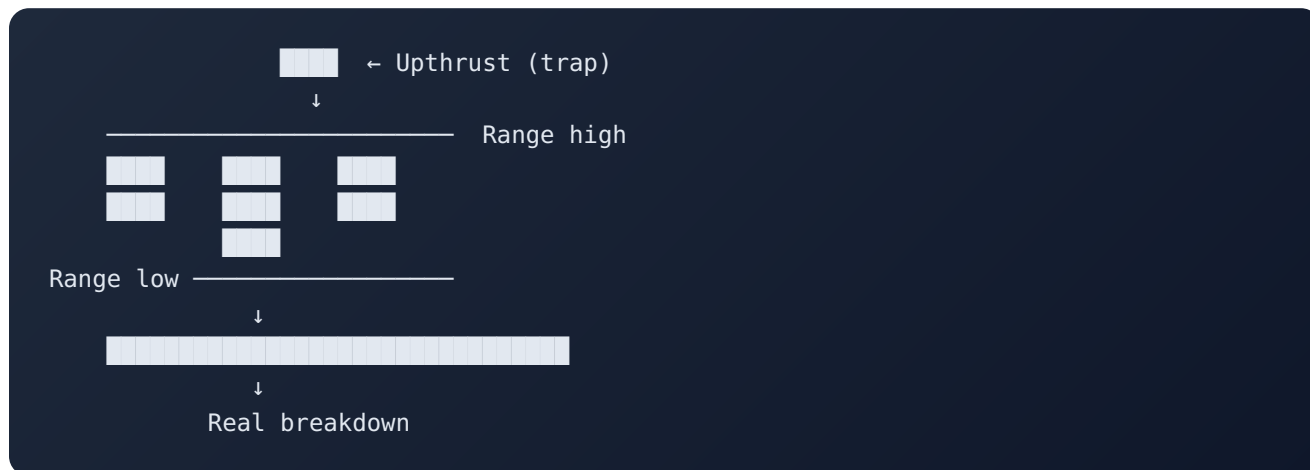 ← Upthrust (trap)
↓
Range high
Range low
↓
↓
Real breakdown